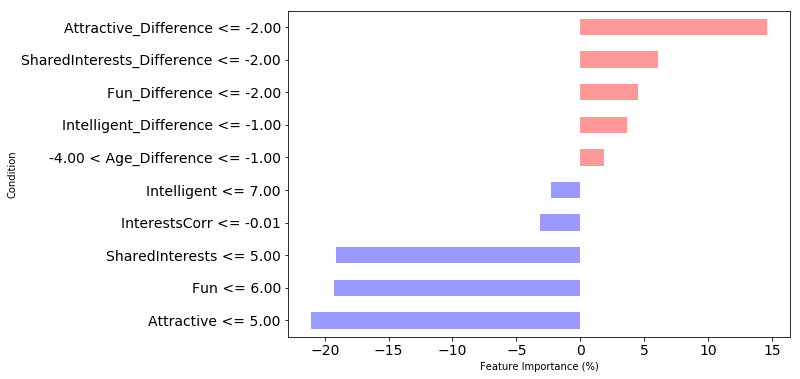 Attractive_Difference <= -2.00
SharedInterests_Difference <= -2.00
Fun_Difference <= -2.00
Intelligent_Difference <= -1.00
-4.00 < Age_Difference <= -1.00
Intelligent <= 7.00
InterestsCorr <= -0.01
SharedInterests <= 5.00
Fun <= 6.00
Attractive <= 5.00
Condition
−20 −15 −10 −5 0 5 10 15
Feature Importance (%)